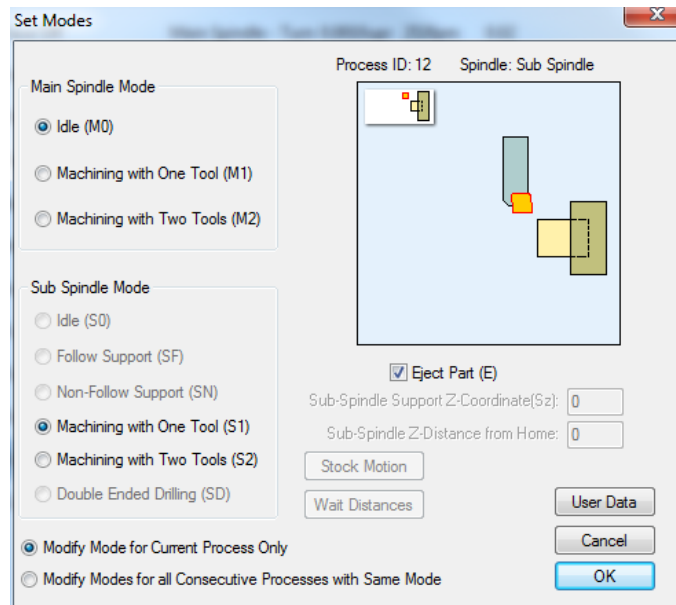 Set Modes
Process ID: 12 Spindle: Sub Spindle
Main Spindle Mode
Idle (M0)
Machining with One Tool (M1)
Machining with Two Tools (M2)
Sub Spindle Mode
Idle (S0)
Follow Support (SF)
Non-Follow Support (SN)
Machining with One Tool (S1)
Machining with Two Tools (S2)
Double Ended Drilling (SD)
Eject Part (E)
Sub-Spindle Support Z-Coordinate(Sz): 0
Sub-Spindle Z-Distance from Home: 0
Stock Motion
Wait Distances
User Data
Modify Mode for Current Process Only
Cancel
Modify Modes for all Consecutive Processes with Same Mode
OK